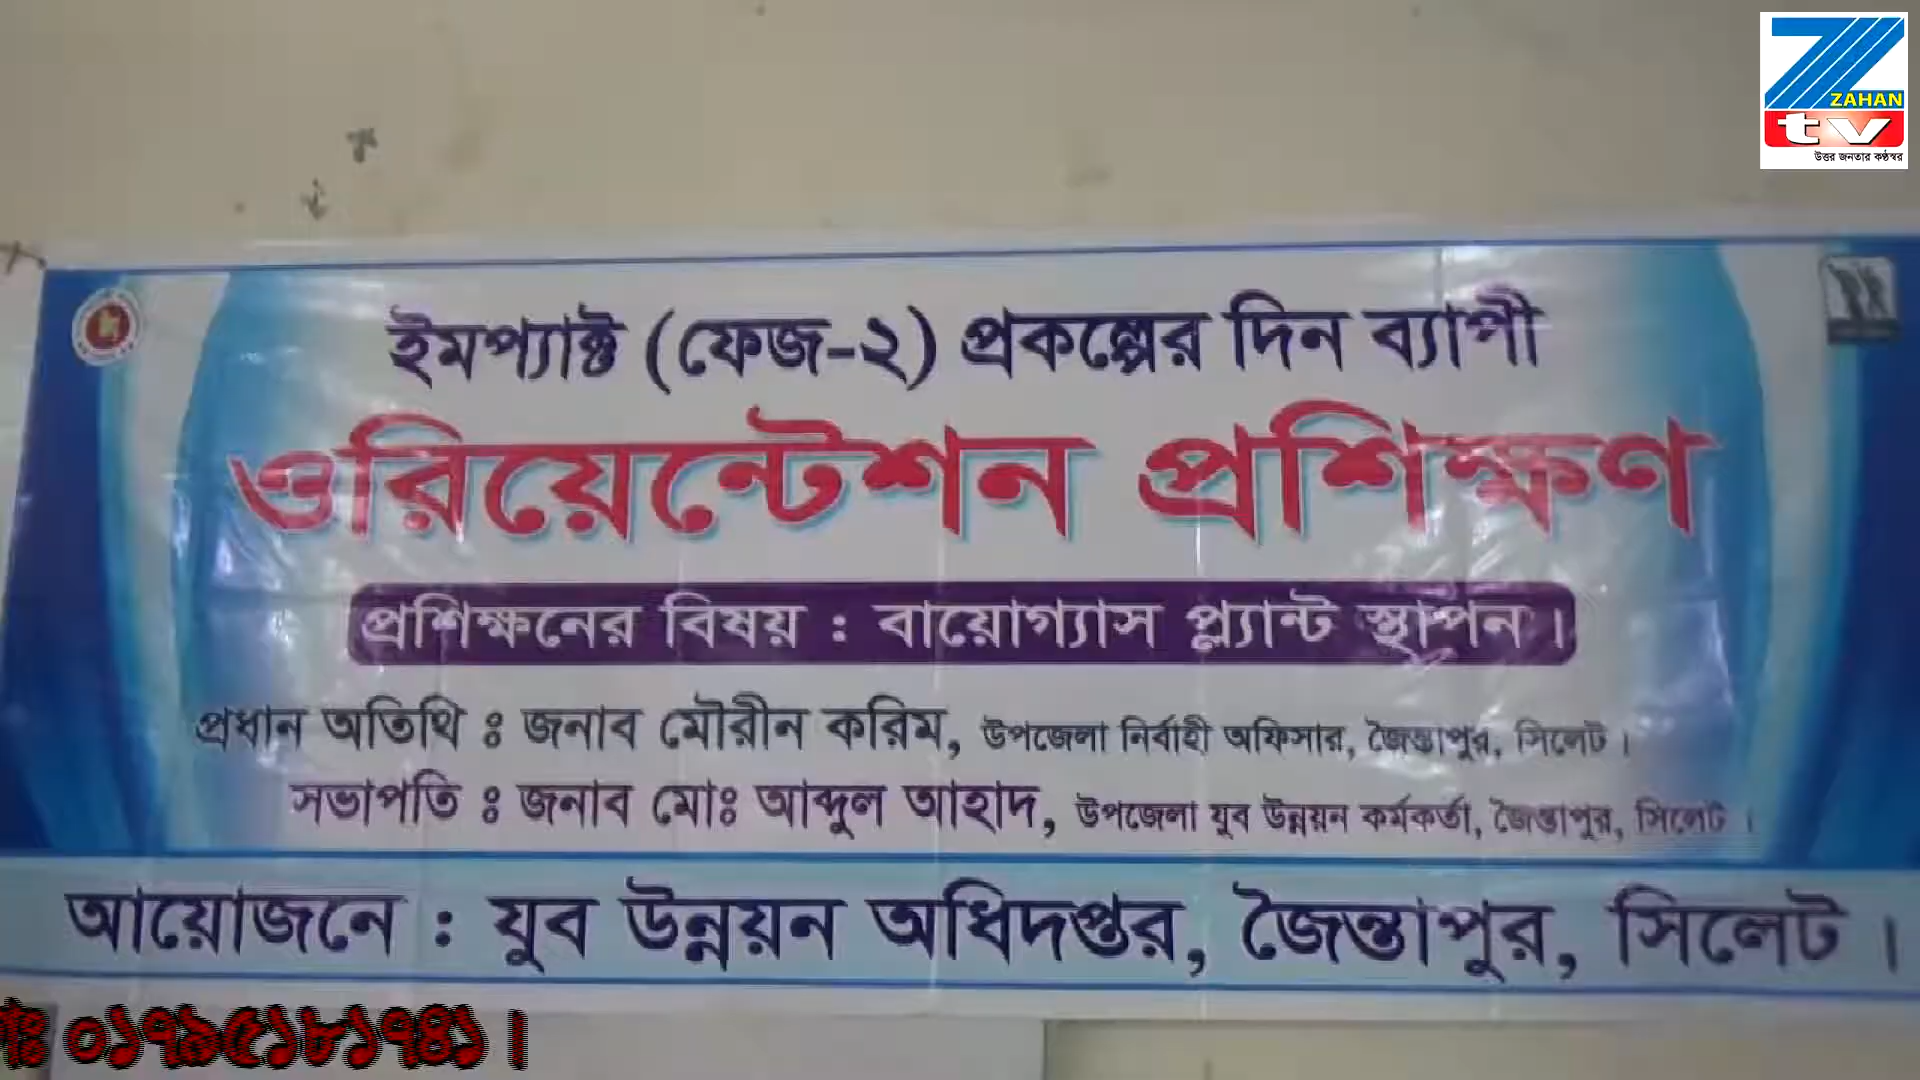 ZAHAN
tv
উত্তর জনতার কণ্ঠস্বর
ইমপ্যাক্ট (ফেজ-২) প্রকল্পের দিন ব্যাপী
ওরিয়েন্টেশন প্রশিক্ষণ
প্রশিক্ষনের বিষয় : বায়োগ্যাস প্ল্যান্ট স্থাপন।
প্রধান অতিথি ঃ জনাব মৌরীন করিম, উপজেলা নির্বাহী অফিসার, জৈন্তাপুর, সিলেট।
সভাপতি ঃ জনাব মোঃ আব্দুল আহাদ, উপজেলা যুব উন্নয়ন কর্মকর্তা, জৈন্তাপুর, সিলেট।
আয়োজনে : যুব উন্নয়ন অধিদপ্তর, জৈন্তাপুর, সিলেট।
০১৭৯৫১৮১৭৪১।